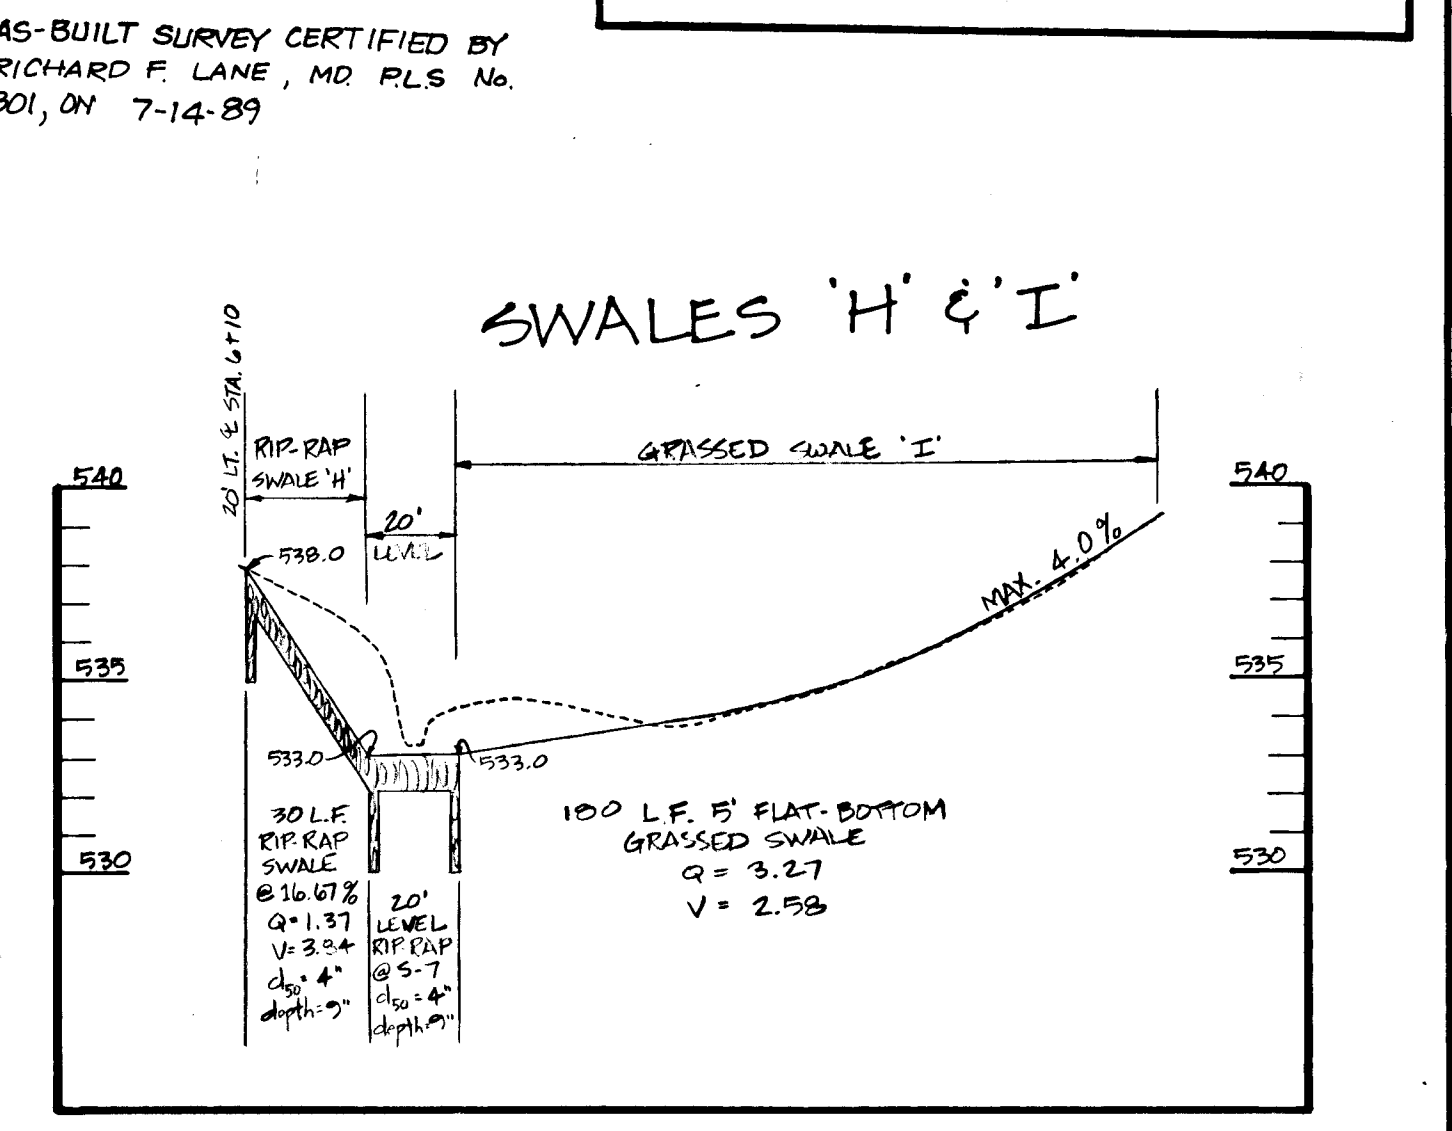 AS-BUILT SURVEY CERTIFIED BY
RICHARD F. LANE, MD. P.L.S No.
301, ON 7-14-89
SWALES 'H' & 'I'
20' LT. ℄ STA. 6+10
RIP-RAP
SWALE 'H'
GRASSED SWALE 'I'
20'
LEVEL
540
540
538.0
MAX. 4.0%
535
535
533.0
533.0
530
530
30 L.F.
RIP-RAP
SWALE
@ 16.67%
Q=1.37
V=3.84
d50=4"
depth=9"
20'
LEVEL
RIP-RAP
@ S-7
d50=4"
depth=9"
180 L.F. 5' FLAT-BOTTOM
GRASSED SWALE
Q = 3.27
V = 2.58